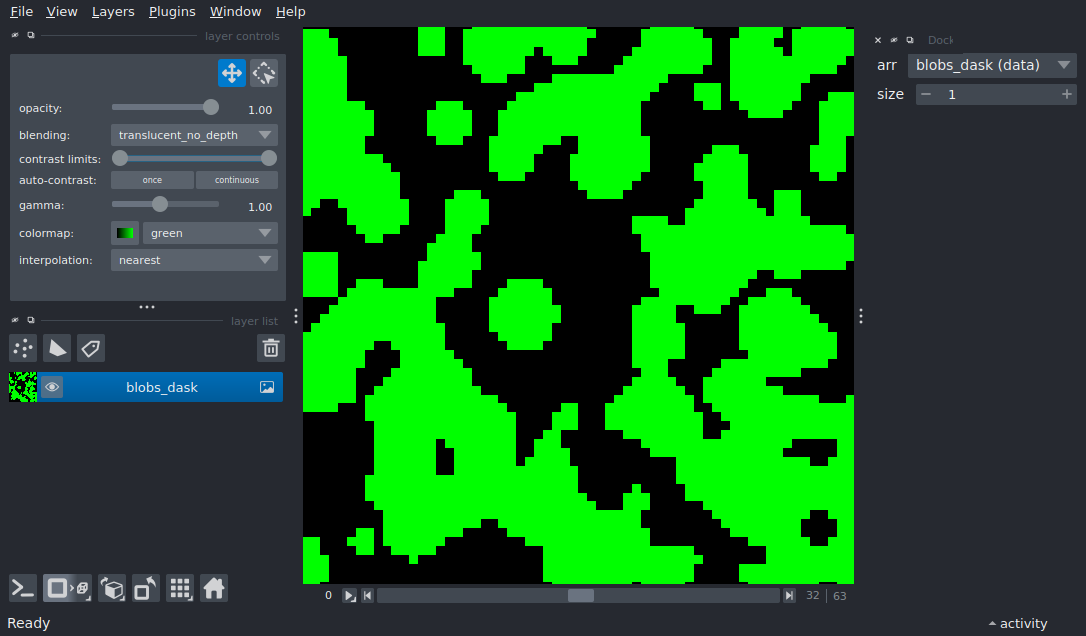 File View Layers Plugins Window Help
layer controls
opacity: 1.00
blending: translucent_no_depth
contrast limits:
auto-contrast: once continuous
gamma: 1.00
colormap: green
interpolation: nearest
layer list
blobs_dask
Dock
arr blobs_dask (data)
size 1
0 32 63
Ready activity